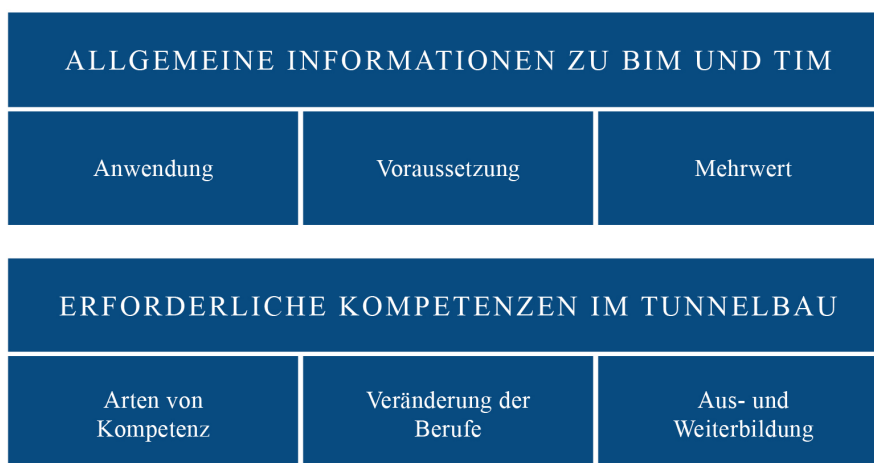 ALLGEMEINE INFORMATIONEN ZU BIM UND TIM
Anwendung
Voraussetzung
Mehrwert
ERFORDERLICHE KOMPETENZEN IM TUNNELBAU
Arten von
Kompetenz
Veränderung der
Berufe
Aus- und
Weiterbildung